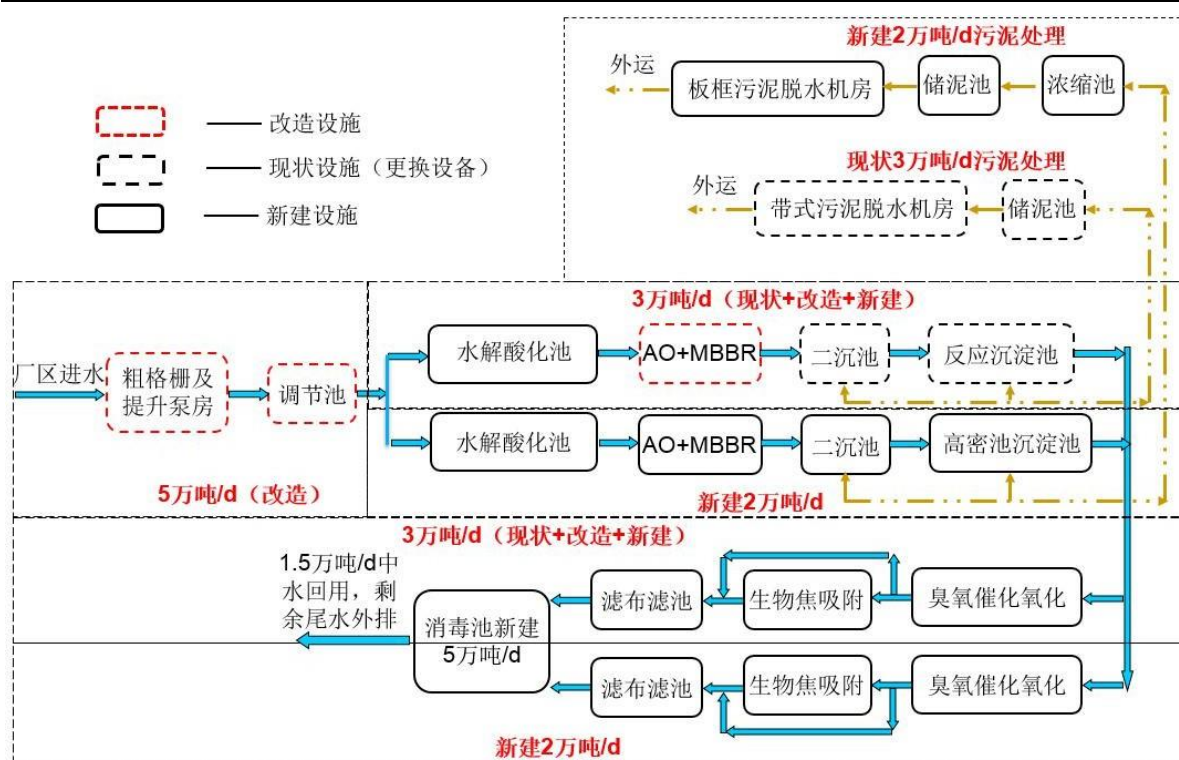 新建2万吨/d污泥处理
外运
板框污泥脱水机房
储泥池
浓缩池
改造设施
现状设施（更换设备）
新建设施
现状3万吨/d污泥处理
外运
带式污泥脱水机房
储泥池
3万吨/d（现状+改造+新建）
厂区进水
粗格栅及
提升泵房
调节池
水解酸化池
AO+MBBR
二沉池
反应沉淀池
水解酸化池
AO+MBBR
二沉池
高密池沉淀池
5万吨/d（改造）
新建2万吨/d
3万吨/d（现状+改造+新建）
1.5万吨/d中
水回用，剩
余尾水外排
消毒池新建
5万吨/d
滤布滤池
生物焦吸附
臭氧催化氧化
滤布滤池
生物焦吸附
臭氧催化氧化
新建2万吨/d